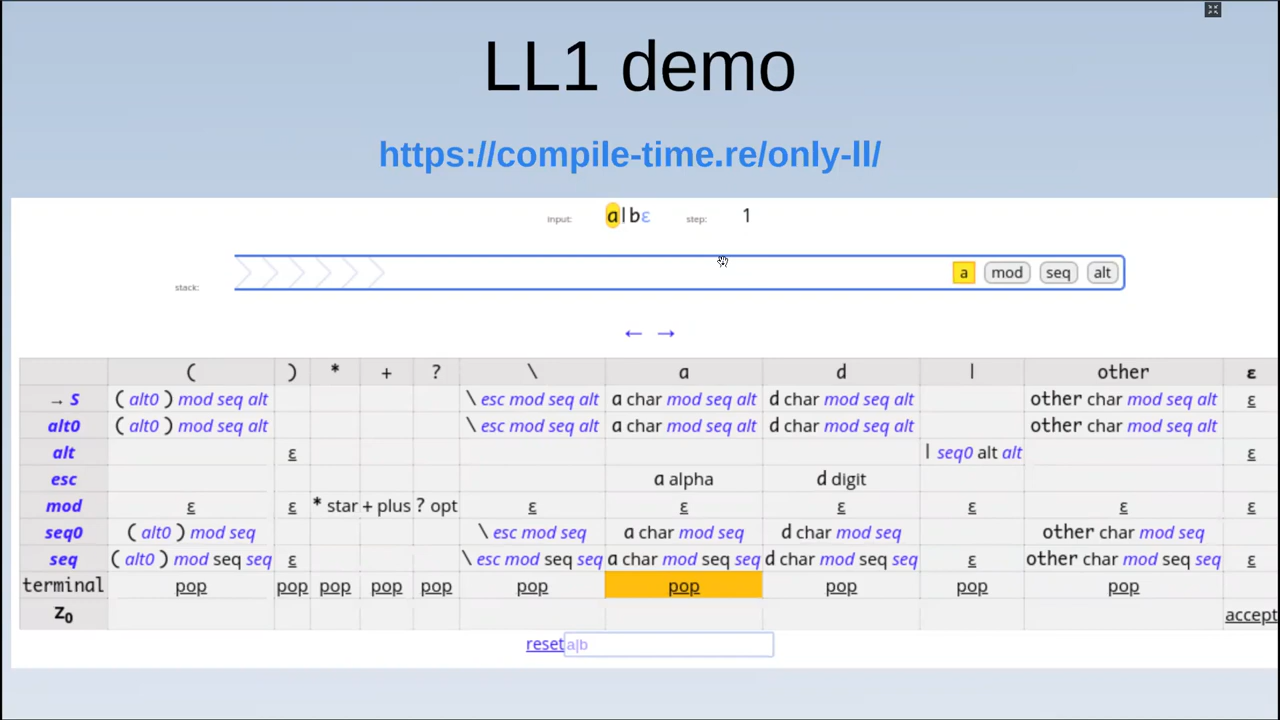 LL1 demo
https://compile-time.re/only-ll/
input: a|bε step: 1
stack: a mod seq alt
← →
( ) * + ? \ a d | other ε
→ S ( alt0 ) mod seq alt \ esc mod seq alt a char mod seq alt d char mod seq alt other char mod seq alt ε
alt0 ( alt0 ) mod seq alt \ esc mod seq alt a char mod seq alt d char mod seq alt other char mod seq alt
alt ε | seq0 alt alt ε
esc a alpha d digit
mod ε ε * star + plus ? opt ε ε ε ε ε ε
seq0 ( alt0 ) mod seq \ esc mod seq a char mod seq d char mod seq other char mod seq
seq ( alt0 ) mod seq seq ε \ esc mod seq seq a char mod seq seq d char mod seq seq ε other char mod seq seq ε
terminal pop pop pop pop pop pop pop pop pop pop
Z0 accept
reset a|b